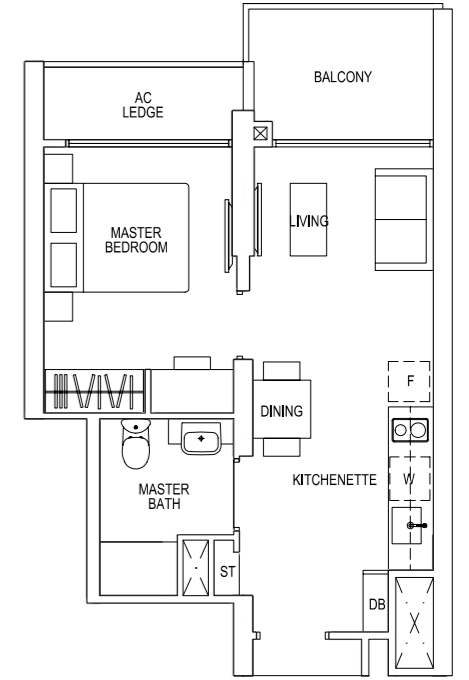 BALCONY
AC
LEDGE
LIVING
MASTER
BEDROOM
F
DINING
KITCHENETTE
W
MASTER
BATH
ST
DB